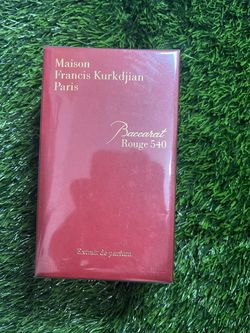 Maison
Francis Kurkdjian
Paris
Baccarat
Rouge 540
Extrait de parfum